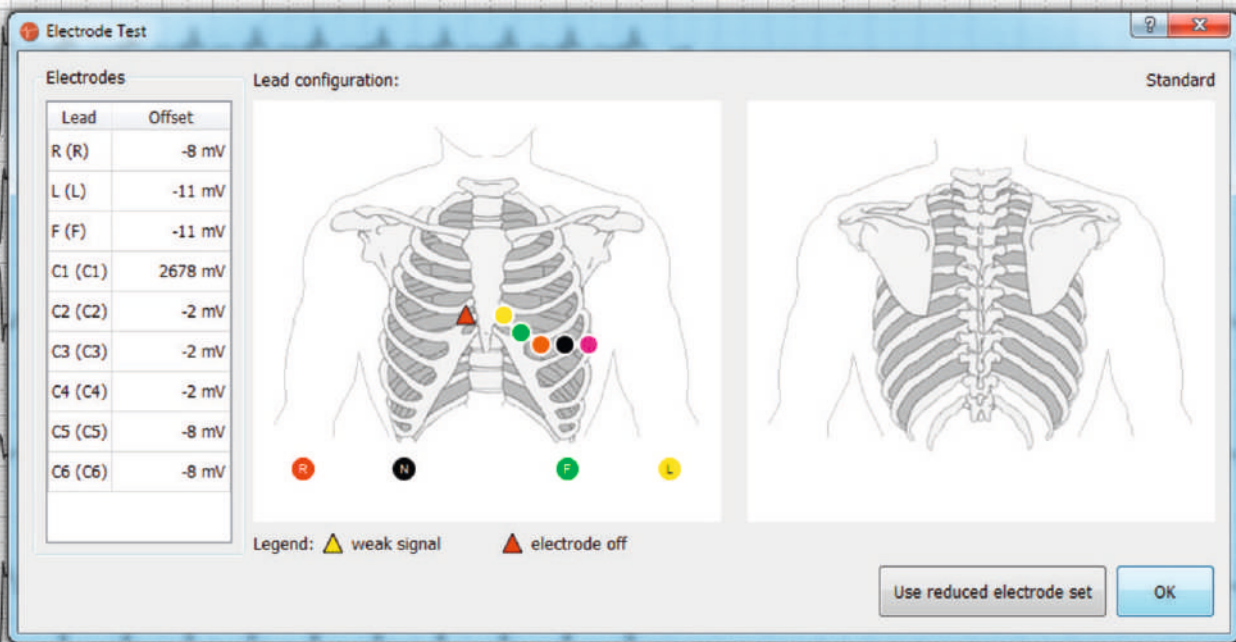 Electrode Test
Electrodes
Lead configuration:
Standard
Lead Offset
R (R) -8 mV
L (L) -11 mV
F (F) -11 mV
C1 (C1) 2678 mV
C2 (C2) -2 mV
C3 (C3) -2 mV
C4 (C4) -2 mV
C5 (C5) -8 mV
C6 (C6) -8 mV
R N F L
Legend: weak signal electrode off
Use reduced electrode set
OK